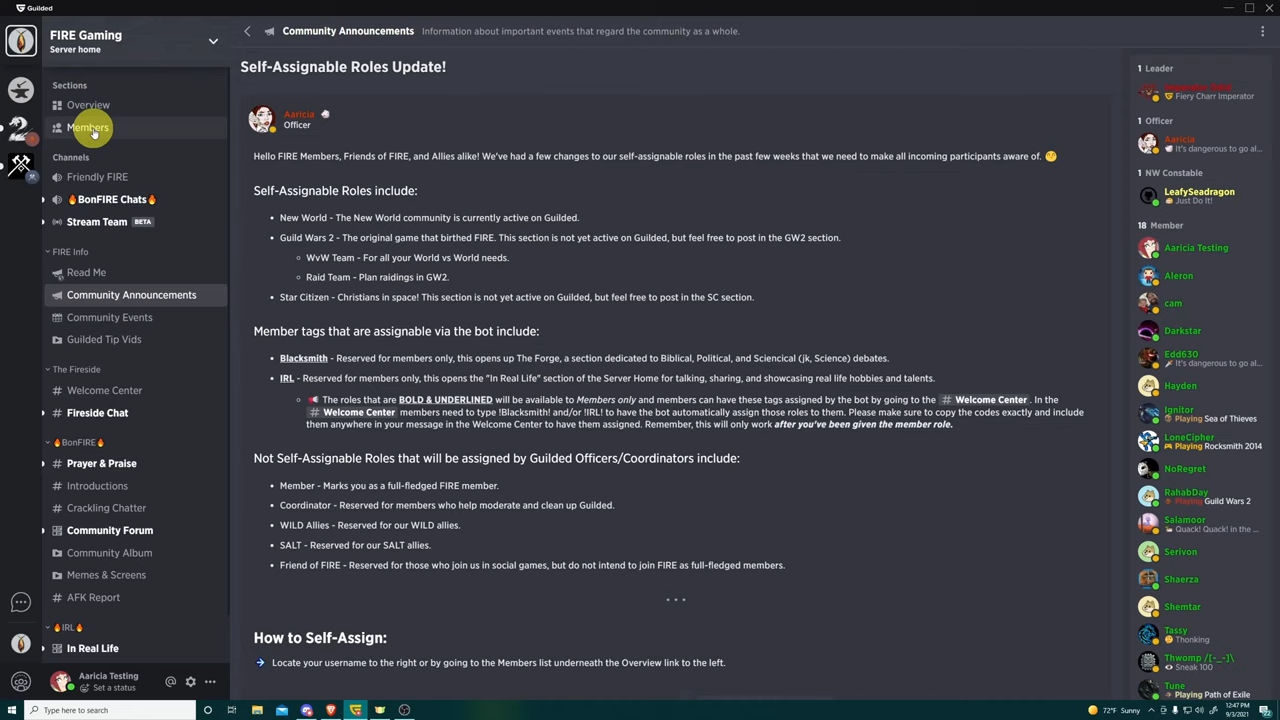 Guilded
FIRE Gaming
Server home
Sections
Overview
Members
Channels
Friendly FIRE
🔥BonFIRE Chats🔥
Stream Team BETA
FIRE Info
Read Me
Community Announcements
Community Events
Guilded Tip Vids
The Fireside
Welcome Center
Fireside Chat
🔥BonFIRE🔥
Prayer & Praise
Introductions
Crackling Chatter
Community Forum
Community Album
Memes & Screens
AFK Report
🔥IRL🔥
In Real Life
Aaricia Testing
Set a status
Community Announcements Information about important events that regard the community as a whole.
Self-Assignable Roles Update!
Aaricia
Officer
Hello FIRE Members, Friends of FIRE, and Allies alike! We've had a few changes to our self-assignable roles in the past few weeks that we need to make all incoming participants aware of.
Self-Assignable Roles include:
• New World - The New World community is currently active on Guilded.
• Guild Wars 2 - The original game that birthed FIRE. This section is not yet active on Guilded, but feel free to post in the GW2 section.
◦ WvW Team - For all your World vs World needs.
◦ Raid Team - Plan raidings in GW2.
• Star Citizen - Christians in space! This section is not yet active on Guilded, but feel free to post in the SC section.
Member tags that are assignable via the bot include:
• Blacksmith - Reserved for members only, this opens up The Forge, a section dedicated to Biblical, Political, and Sciencical (jk, Science) debates.
• IRL - Reserved for members only, this opens the "In Real Life" section of the Server Home for talking, sharing, and showcasing real life hobbies and talents.
◦ 📢 The roles that are BOLD & UNDERLINED will be available to Members only and members can have these tags assigned by the bot by going to the # Welcome Center. In the
# Welcome Center members need to type !Blacksmith! and/or !IRL! to have the bot automatically assign those roles to them. Please make sure to copy the codes exactly and include
them anywhere in your message in the Welcome Center to have them assigned. Remember, this will only work after you've been given the member role.
Not Self-Assignable Roles that will be assigned by Guilded Officers/Coordinators include:
• Member - Marks you as a full-fledged FIRE member.
• Coordinator - Reserved for members who help moderate and clean up Guilded.
• WILD Allies - Reserved for our WILD allies.
• SALT - Reserved for our SALT allies.
• Friend of FIRE - Reserved for those who join us in social games, but do not intend to join FIRE as full-fledged members.
• • •
How to Self-Assign:
Locate your username to the right or by going to the Members list underneath the Overview link to the left.
1 Leader
Fiery Charr Imperator
1 Officer
Aaricia
It's dangerous to go al...
1 NW Constable
LeafySeadragon
Just Do It!
18 Member
Aaricia Testing
Aleron
cam
Darkstar
Edd630
It's dangerous to go al...
Hayden
Ignitor
Playing Sea of Thieves
LoneCipher
Playing Rocksmith 2014
NoRegret
RahabDay
Playing Guild Wars 2
Salamoor
Quack! Quack! in the ...
Serivon
Shaerza
Shemtar
Tassy
Thonking
Thwomp /[-_-]\
Sneak 100
Tune
Playing Path of Exile
Type here to search
72°F Sunny
12:47 PM
9/3/2021